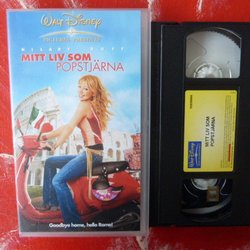 WALT DISNEY
PICTURES PRESENTS
HILARY DUFF
MITT LIV SOM
POPSTJÄRNA
Goodbye home, hello Rome!
MITT LIV SOM
POPSTJÄRNA